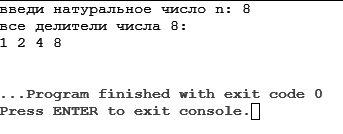 введи натуральное число n: 8
все делители числа 8:
1 2 4 8
...Program finished with exit code 0
Press ENTER to exit console.